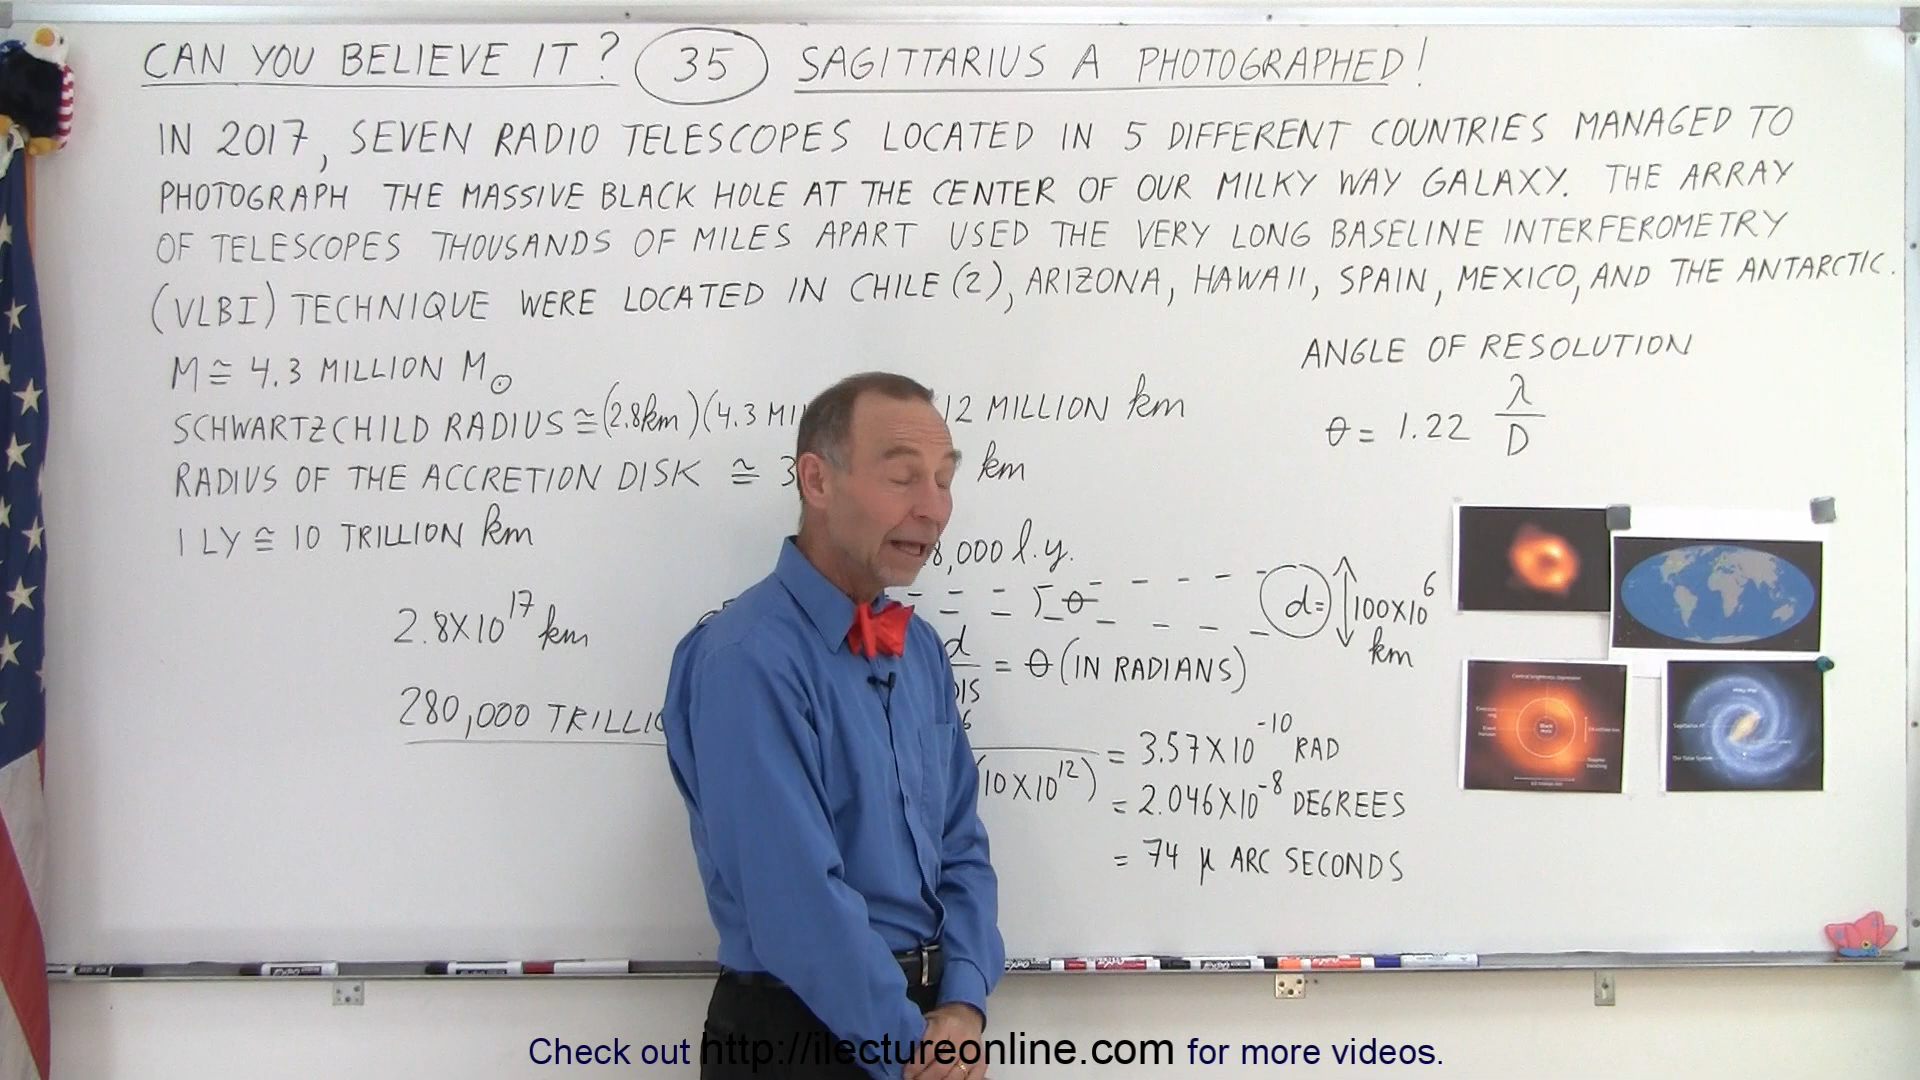 CAN YOU BELIEVE IT? 35 SAGITTARIUS A PHOTOGRAPHED!
IN 2017, SEVEN RADIO TELESCOPES LOCATED IN 5 DIFFERENT COUNTRIES MANAGED TO
PHOTOGRAPH THE MASSIVE BLACK HOLE AT THE CENTER OF OUR MILKY WAY GALAXY. THE ARRAY
OF TELESCOPES THOUSANDS OF MILES APART USED THE VERY LONG BASELINE INTERFEROMETRY
(VLBI) TECHNIQUE WERE LOCATED IN CHILE (2), ARIZONA, HAWAII, SPAIN, MEXICO, AND THE ANTARCTIC.
M ≅ 4.3 MILLION M☉
SCHWARTZCHILD RADIUS ≅ (2.8km)(4.3 MI 12 MILLION km
RADIUS OF THE ACCRETION DISK ≅ 3 km
1 LY ≅ 10 TRILLION km
2.8X10^17 km
280,000 TRILLIO
ANGLE OF RESOLUTION
θ = 1.22 λ/D
8,000 l.y.
θ d= 100X10^6 km
d
= θ (IN RADIANS)
DIS
6
(10X10^12) = 3.57X10^-10 RAD
= 2.046X10^-8 DEGREES
= 74 μ ARC SECONDS
Black
Check out http://ilectureonline.com for more videos.